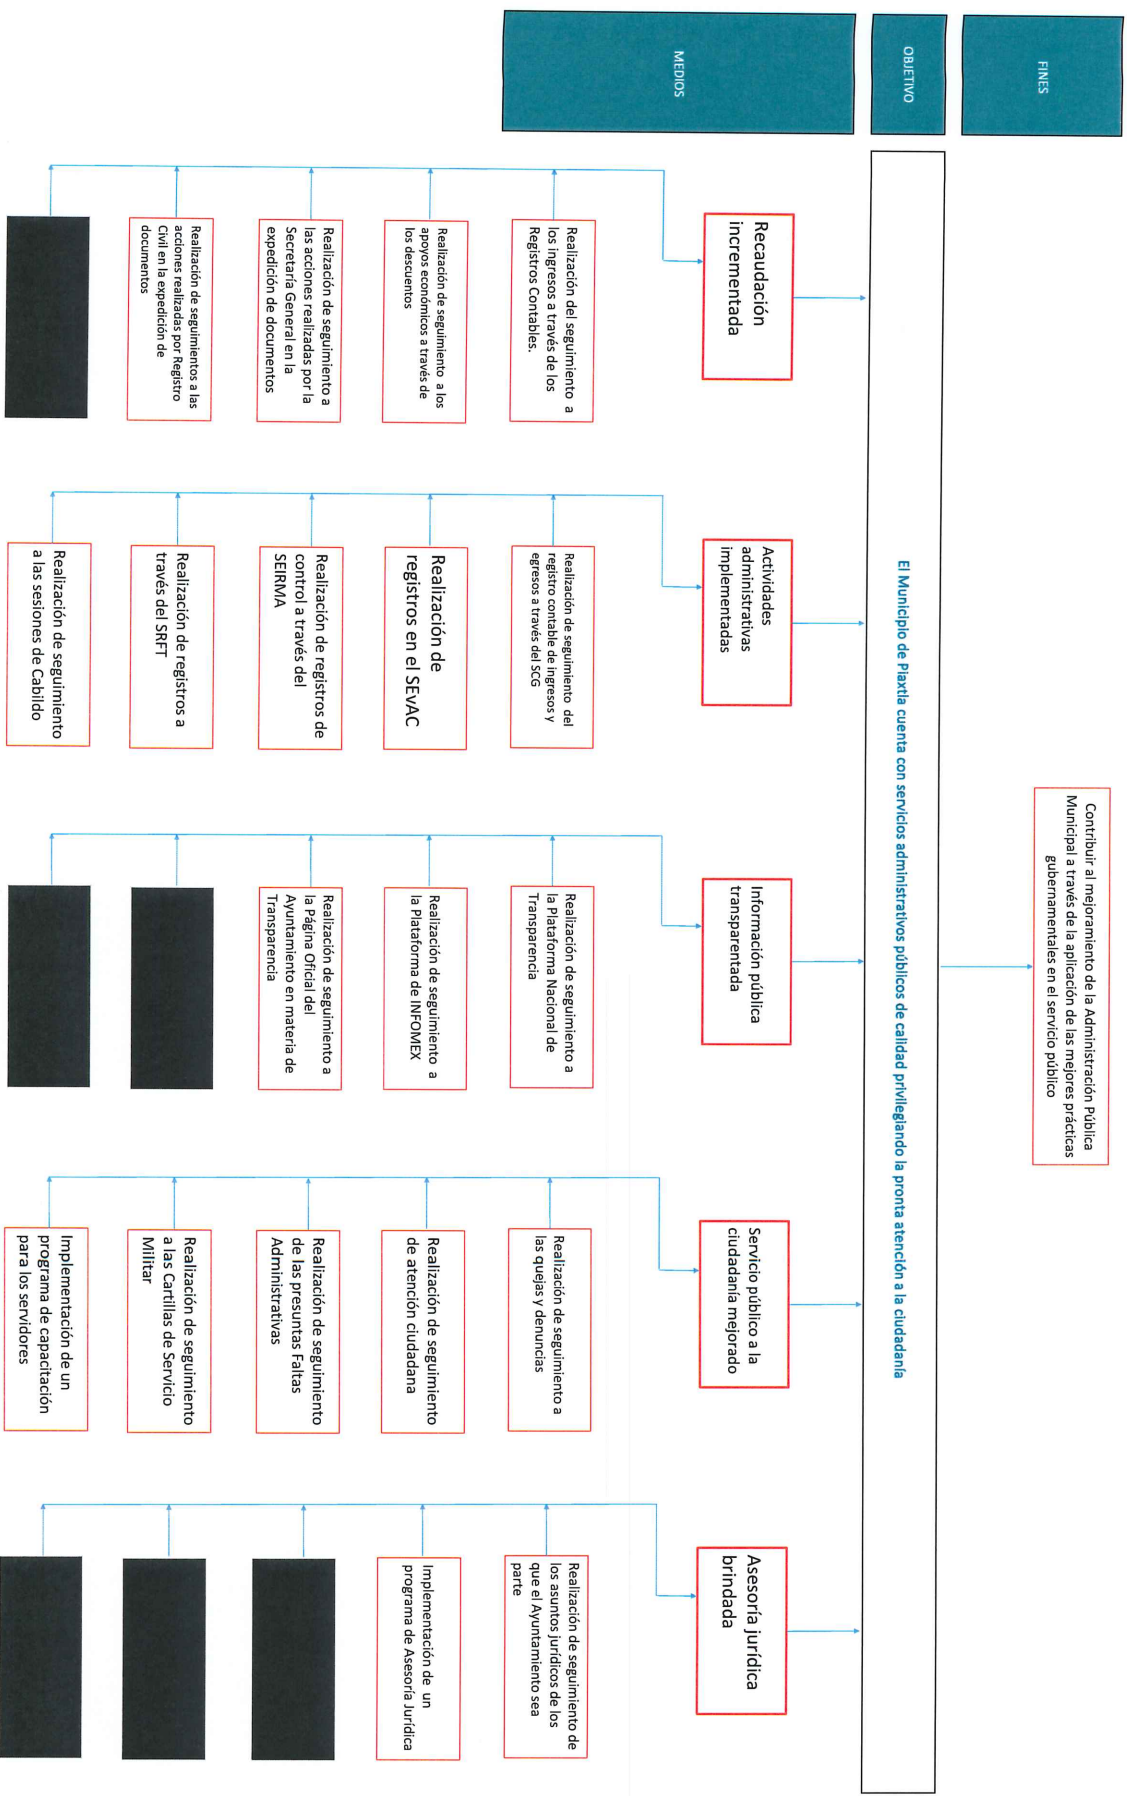 FINES
Contribuir al mejoramiento de la Administración Pública
Municipal a través de la aplicación de las mejores prácticas
gubernamentales en el servicio público
OBJETIVO
El Municipio de Piaxtla cuenta con servicios administrativos públicos de calidad privilegiando la pronta atención a la ciudadanía
MEDIOS
Recaudación
incrementada
Realización del seguimiento a
los ingresos a través de los
Registros Contables.
Realización de seguimiento a los
apoyos económicos a través de
los descuentos
Realización de seguimiento a
las acciones realizadas por la
Secretaría General en la
expedición de documentos
Realización de seguimientos a las
acciones realizadas por Registro
Civil en la expedición de
documentos
Actividades
administrativas
implementadas
Realización de seguimiento del
registro contable de ingresos y
egresos a través del SCG
Realización de
registros en el SEvAC
Realización de registros de
control a través del
SEIRMA
Realización de registros a
través del SRFT
Realización de seguimiento
a las sesiones de Cabildo
Información pública
transparentada
Realización de seguimiento a
la Plataforma Nacional de
Transparencia
Realización de seguimiento a
la Plataforma de INFOMEX
Realización de seguimiento a
la Página Oficial del
Ayuntamiento en materia de
Transparencia
Servicio público a la
ciudadanía mejorado
Realización de seguimiento a
las quejas y denuncias
Realización de seguimiento
de atención ciudadana
Realización de seguimiento
de las presuntas Faltas
Administrativas
Realización de seguimiento
a las Cartillas de Servicio
Militar
Implementación de un
programa de capacitación
para los servidores
Asesoría jurídica
brindada
Realización de seguimiento de
los asuntos jurídicos de los
que el Ayuntamiento sea
parte
Implementación de un
programa de Asesoría Jurídica